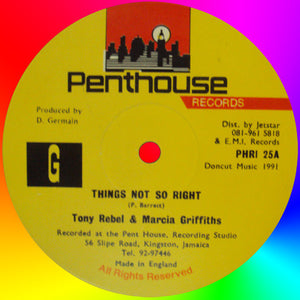 Penthouse
RECORDS
Produced by
D. Germain
Dist. by Jetstar
081-961 5818
& E.M.I. Records
PHRI 25A
Doncut Music 1991
G
THINGS NOT SO RIGHT
(P. Barrect)
Tony Rebel & Marcia Griffiths
Recorded at the Pent House, Recording Studio
56 Slipe Road, Kingston, Jamaica
Tel. 92-97446
Made in England
All Rights Reserved